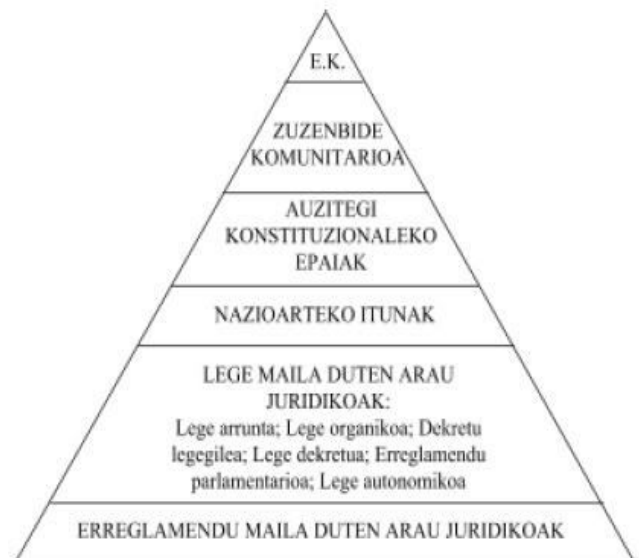 E.K.
ZUZENBIDE
KOMUNITARIOA
AUZITEGI
KONSTITUZIONALEKO
EPAIAK
NAZIOARTEKO ITUNAK
LEGE MAILA DUTEN ARAU
JURIDIKOAK:
Lege arrunta; Lege organikoa; Dekretu
legegilea; Lege dekretua; Erreglamendu
parlamentarioa; Lege autonomikoa
ERREGLAMENDU MAILA DUTEN ARAU JURIDIKOAK